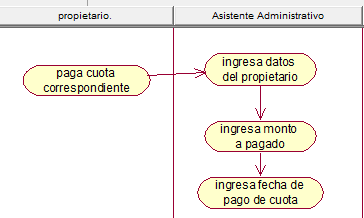 propietario.
Asistente Administrativo
paga cuota
correspondiente
ingresa datos
del propietario
ingresa monto
a pagado
ingresa fecha de
pago de cuota